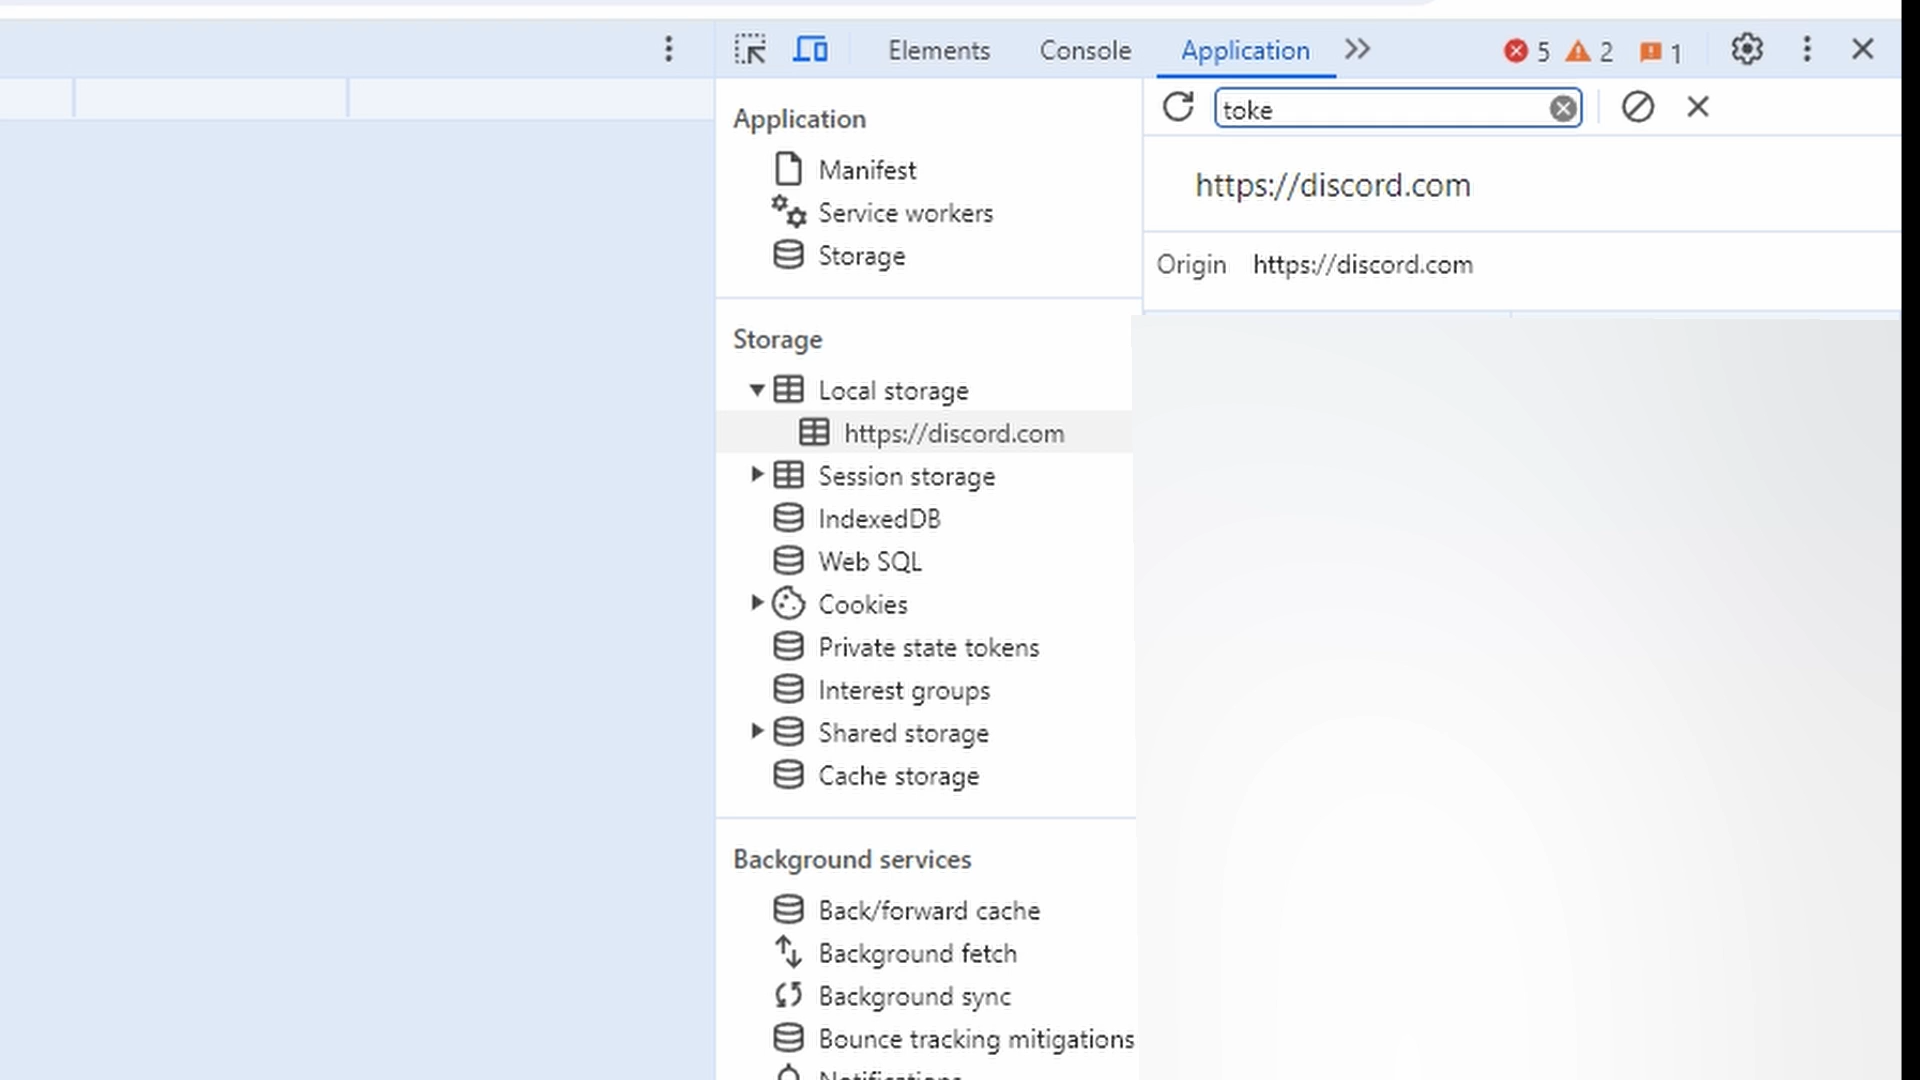 Elements Console Application 5 2 1
toke
Application
Manifest
Service workers
Storage
https://discord.com
Origin https://discord.com
Storage
Local storage
https://discord.com
Session storage
IndexedDB
Web SQL
Cookies
Private state tokens
Interest groups
Shared storage
Cache storage
Background services
Back/forward cache
Background fetch
Background sync
Bounce tracking mitigations
Notifications